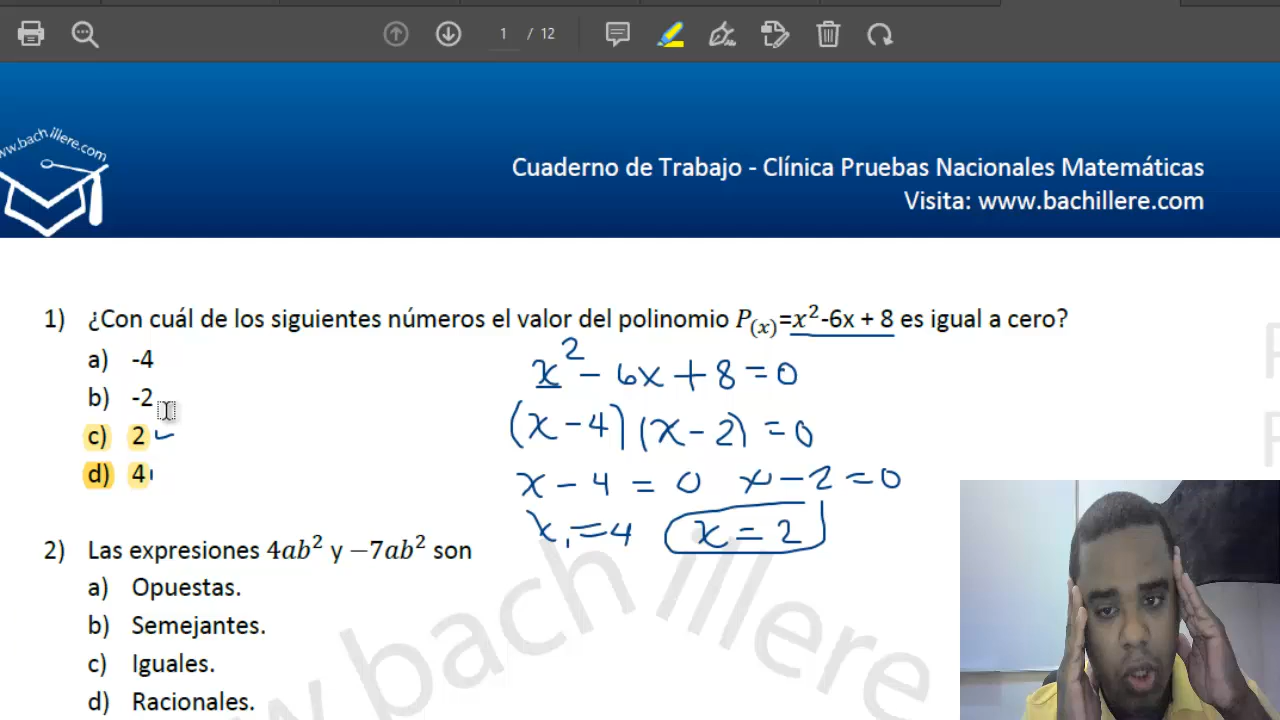 1 / 12
www.bachillere.com
Cuaderno de Trabajo - Clínica Pruebas Nacionales Matemáticas
Visita: www.bachillere.com
1) ¿Con cuál de los siguientes números el valor del polinomio P(x)=x²-6x + 8 es igual a cero?
a) -4
b) -2
c) 2
d) 4
x² - 6x + 8 = 0
(x - 4) (x - 2) = 0
x - 4 = 0 x - 2 = 0
x₁ = 4 x = 2
2) Las expresiones 4ab² y −7ab² son
a) Opuestas.
b) Semejantes.
c) Iguales.
d) Racionales.
www.bachillere